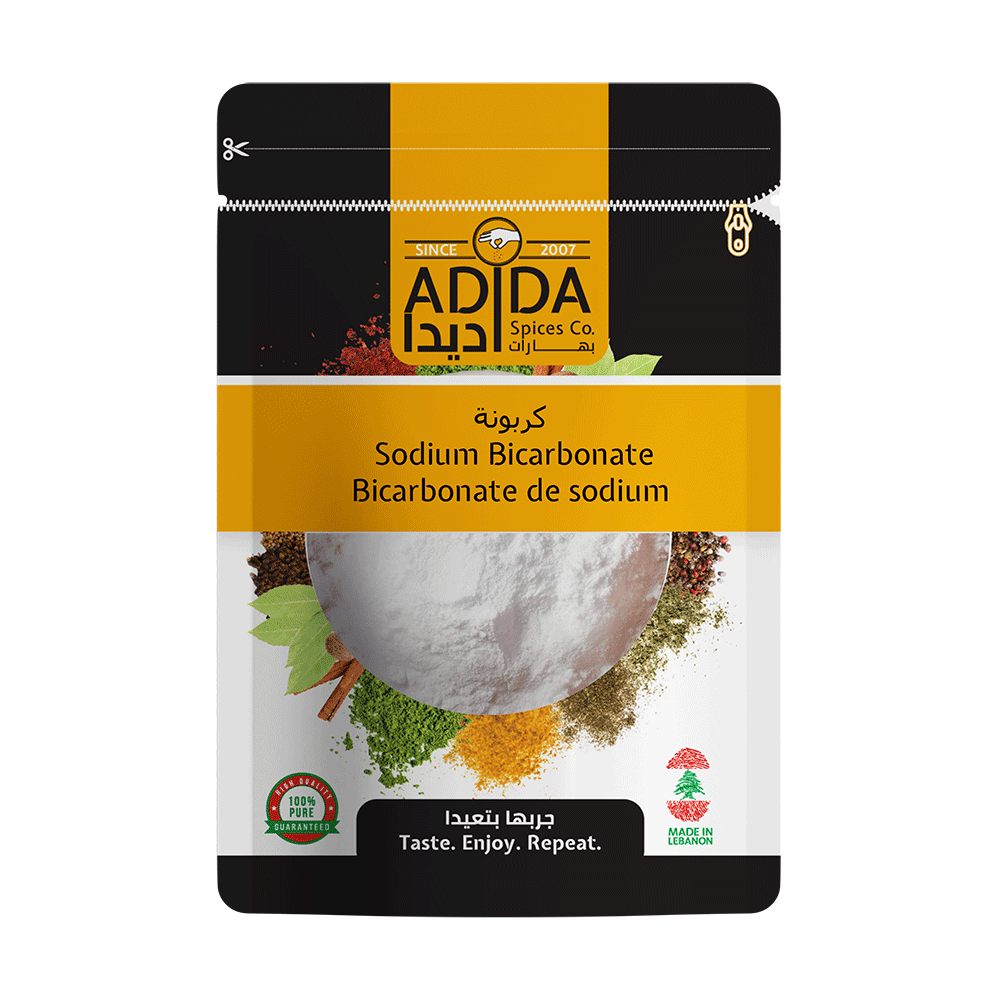 SINCE 2007
ADIDA
اديدا
Spices Co.
بهـــــارات
كربونة
Sodium Bicarbonate
Bicarbonate de sodium
HIGH QUALITY
100%
PURE
GUARANTEED
جربها بتعيدا
Taste. Enjoy. Repeat.
MADE IN
LEBANON